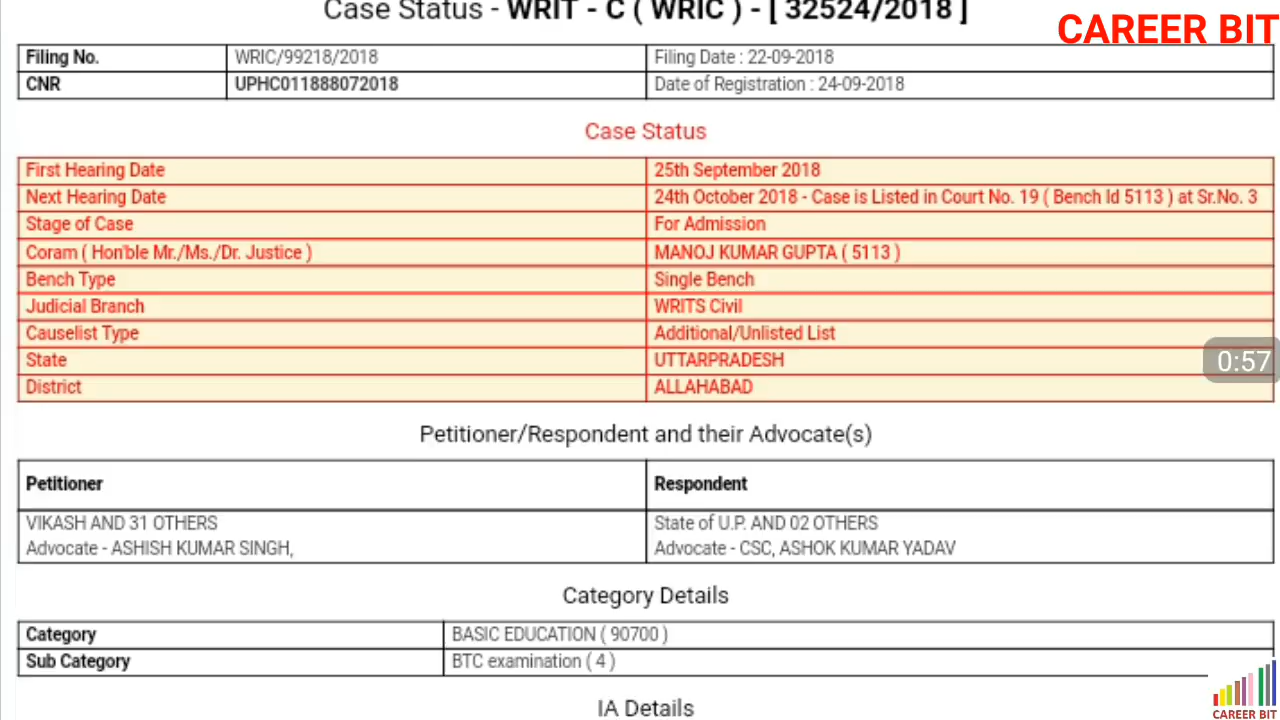 Case Status - WRIT - C ( WRIC ) - [ 32524/2018 ]
CAREER BIT
Filing No. WRIC/99218/2018 Filing Date : 22-09-2018
CNR UPHC011888072018 Date of Registration : 24-09-2018
Case Status
First Hearing Date 25th September 2018
Next Hearing Date 24th October 2018 - Case is Listed in Court No. 19 ( Bench Id 5113 ) at Sr.No. 3
Stage of Case For Admission
Coram ( Hon'ble Mr./Ms./Dr. Justice ) MANOJ KUMAR GUPTA ( 5113 )
Bench Type Single Bench
Judicial Branch WRITS Civil
Causelist Type Additional/Unlisted List
State UTTARPRADESH
0:57
District ALLAHABAD
Petitioner/Respondent and their Advocate(s)
Petitioner Respondent
VIKASH AND 31 OTHERS State of U.P. AND 02 OTHERS
Advocate - ASHISH KUMAR SINGH, Advocate - CSC, ASHOK KUMAR YADAV
Category Details
Category BASIC EDUCATION ( 90700 )
Sub Category BTC examination ( 4 )
IA Details
CAREER BIT